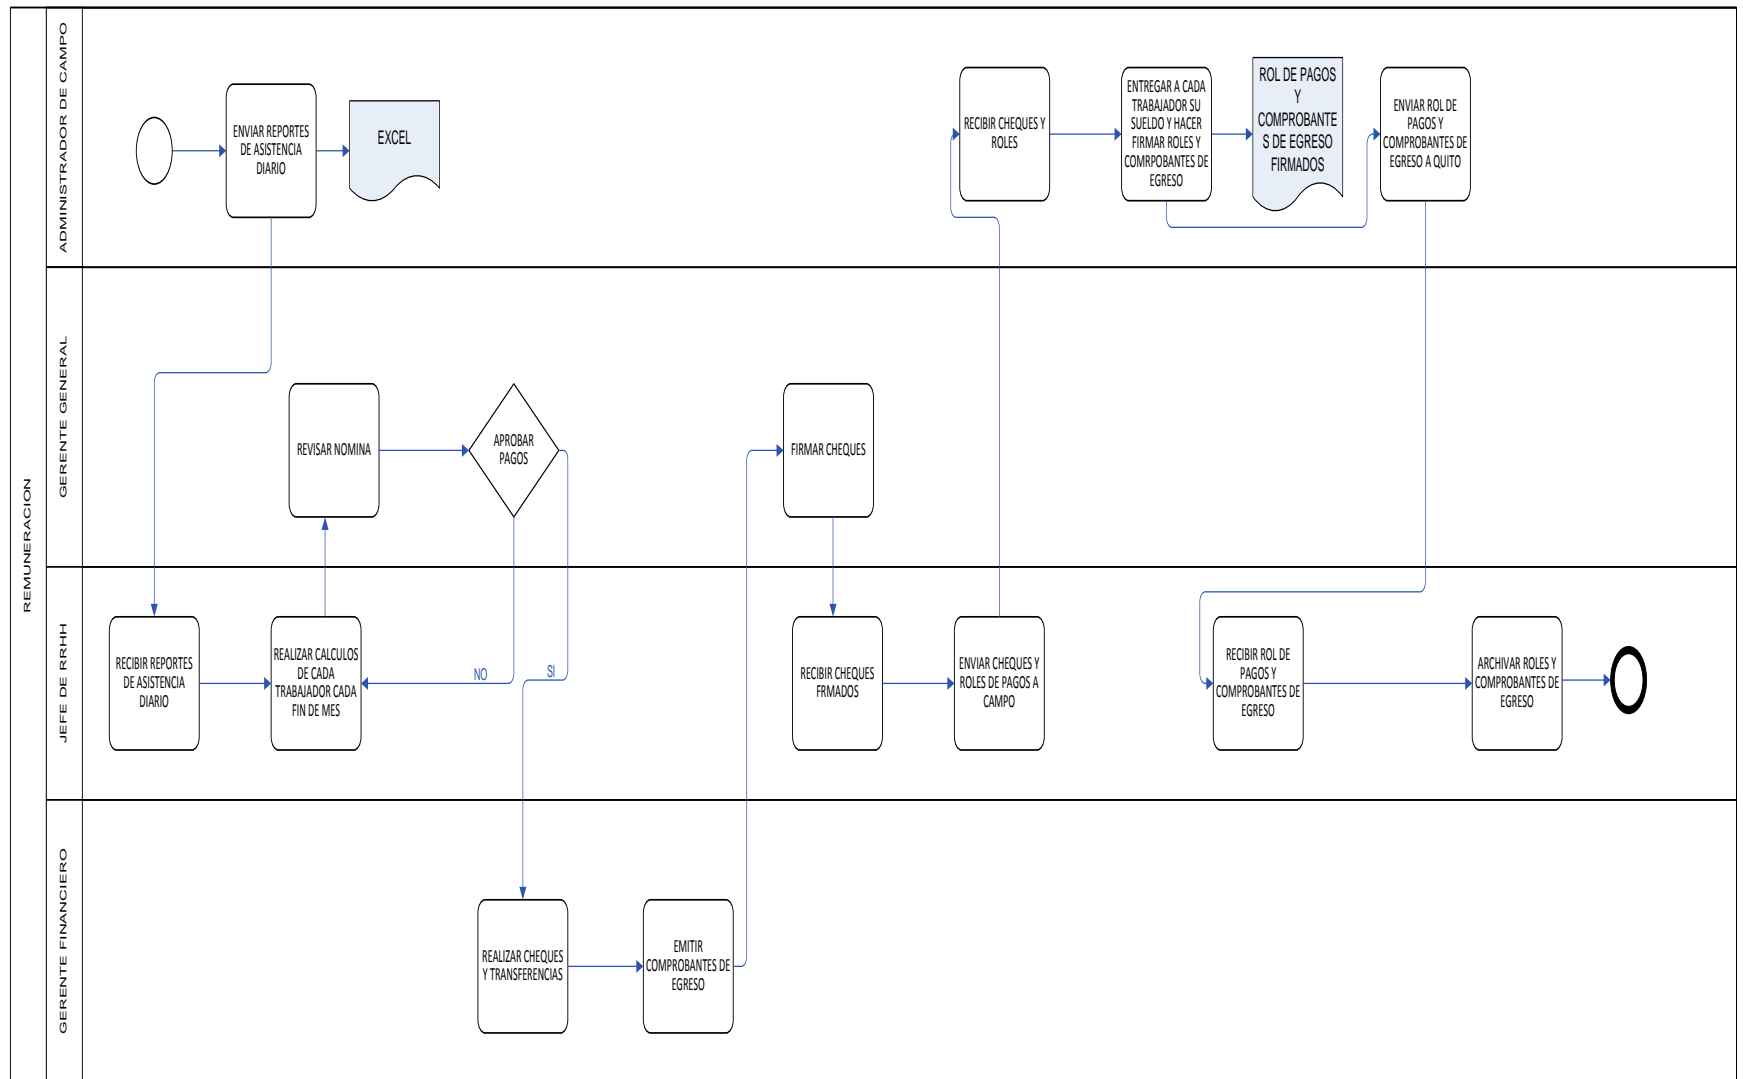 REMUNERACION
ADMINISTRADOR DE CAMPO
ENVIAR REPORTES
DE ASISTENCIA
DIARIO
EXCEL
RECIBIR CHEQUES Y
ROLES
ENTREGAR A CADA
TRABAJADOR SU
SUELDO Y HACER
FIRMAR ROLES Y
COMRPOBANTES DE
EGRESO
ROL DE PAGOS
Y
COMPROBANTE
S DE EGRESO
FIRMADOS
ENVIAR ROL DE
PAGOS Y
COMPROBANTES DE
EGRESO A QUITO
GERENTE GENERAL
REVISAR NOMINA
APROBAR
PAGOS
FIRMAR CHEQUES
JEFE DE RRHH
RECIBIR REPORTES
DE ASISTENCIA
DIARIO
REALIZAR CALCULOS
DE CADA
TRABAJADOR CADA
FIN DE MES
NO
SI
RECIBIR CHEQUES
FRMADOS
ENVIAR CHEQUES Y
ROLES DE PAGOS A
CAMPO
RECIBIR ROL DE
PAGOS Y
COMPROBANTES DE
EGRESO
ARCHIVAR ROLES Y
COMPROBANTES DE
EGRESO
GERENTE FINANCIERO
REALIZAR CHEQUES
Y TRANSFERENCIAS
EMITIR
COMPROBANTES DE
EGRESO